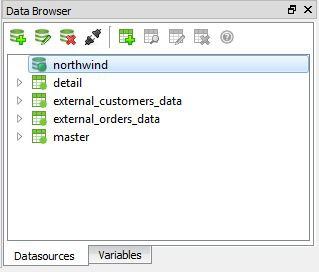 Data Browser
northwind
detail
external_customers_data
external_orders_data
master
Datasources
Variables